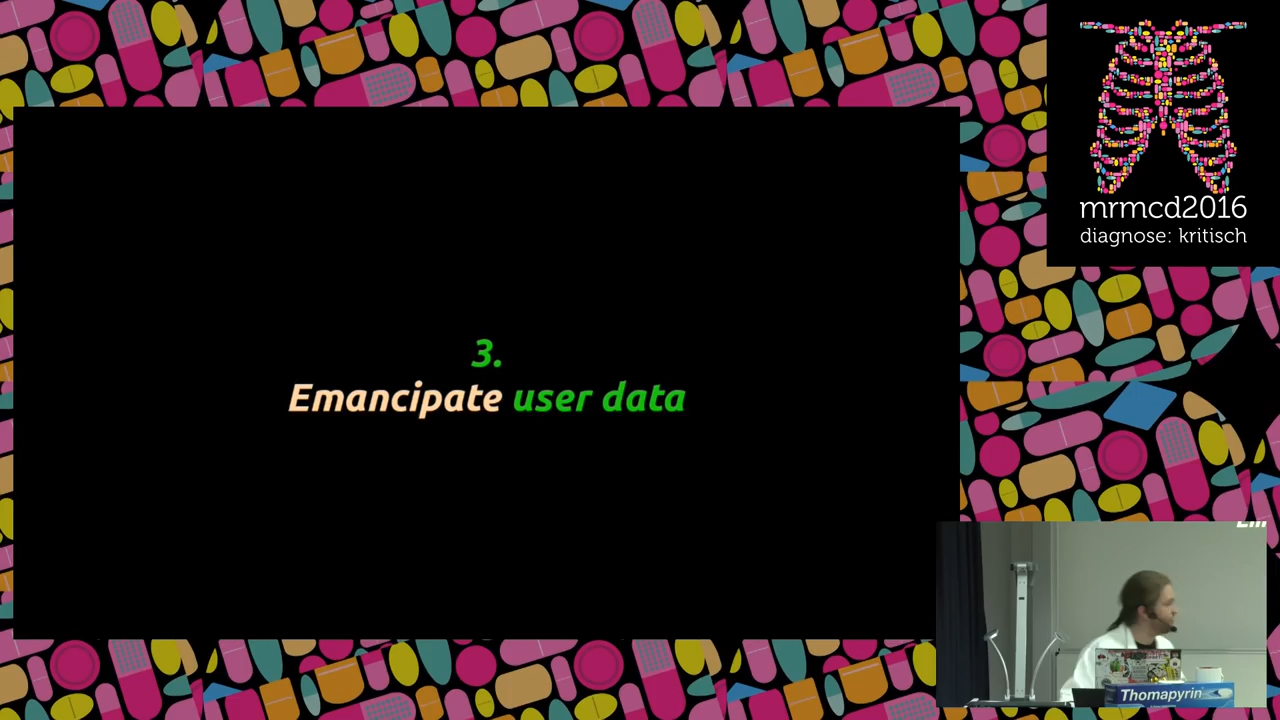 3.
Emancipate user data
mrmcd2016
diagnose: kritisch
Thomapyrin